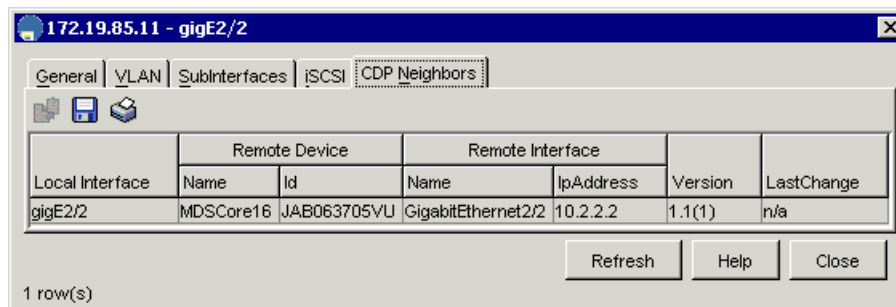 172.19.85.11 - gigE2/2
General VLAN SubInterfaces iSCSI CDP Neighbors
Remote Device Remote Interface
Local Interface Name Id Name IpAddress Version LastChange
gigE2/2 MDSCore16 JAB063705VU GigabitEthernet2/2 10.2.2.2 1.1(1) n/a
Refresh Help Close
1 row(s)